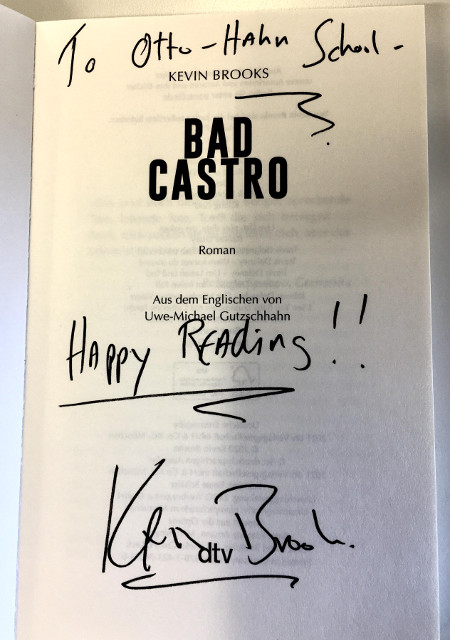 To Otto-Hahn School-
KEVIN BROOKS
BAD
CASTRO
Roman
Aus dem Englischen von
Uwe-Michael Gutzschhahn
HAPPY READing !!
Kevin Brooks.
dtv